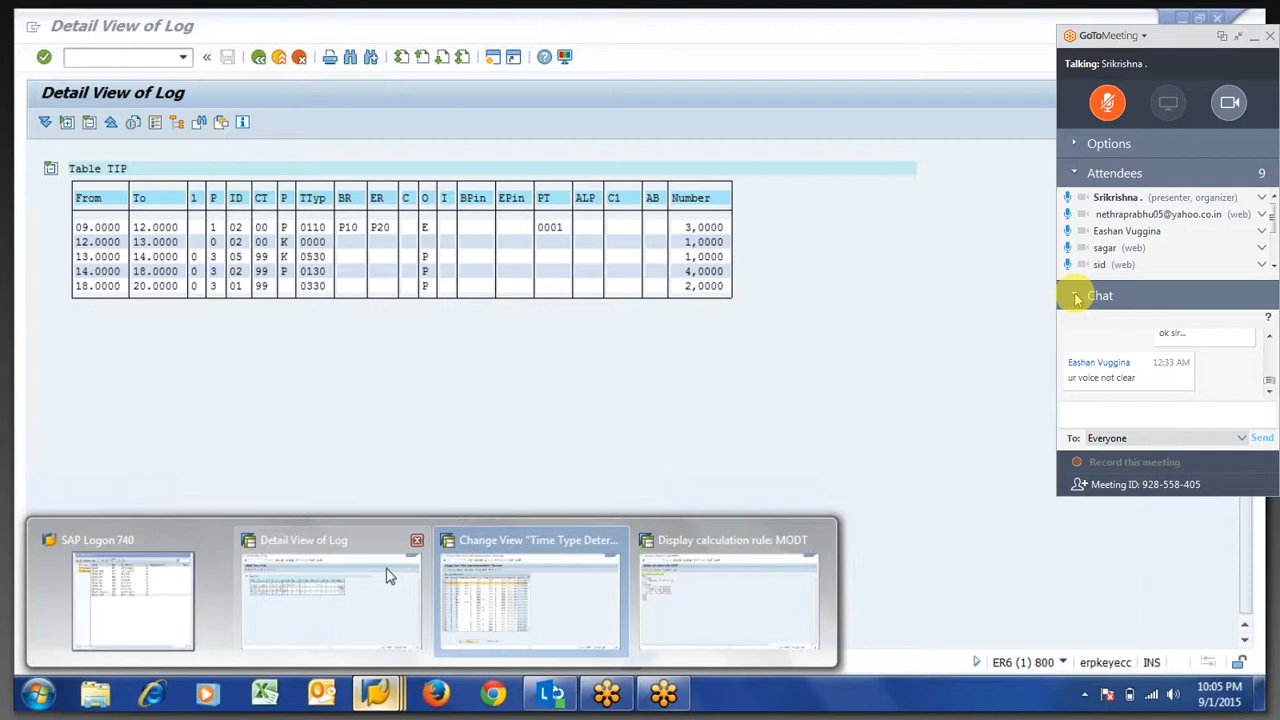 Detail View of Log
GoToMeeting
Talking: Srikrishna .
Detail View of Log
Options
Attendees 9
Table TIP
From To 1 P ID CT P TTyp BR ER C O I BPin EPin PT ALP C1 AB Number
09.0000 12.0000 1 02 00 P 0110 P10 P20 E 0001 3,0000
12.0000 13.0000 0 02 00 K 0000 1,0000
13.0000 14.0000 0 3 05 99 K 0530 P 1,0000
14.0000 18.0000 0 3 02 99 P 0130 P 4,0000
18.0000 20.0000 0 3 01 99 0330 P 2,0000
Srikrishna . (presenter, organizer)
nethraprabhu05@yahoo.co.in (web)
Eashan Vuggina
sagar (web)
sid (web)
Chat
?
ok sir...
Eashan Vuggina 12:33 AM
ur voice not clear
To: Everyone Send
Record this meeting
Meeting ID: 928-558-405
SAP Logon 740
Detail View of Log
Change View "Time Type Deter...
Display calculation rule: MODT
ER6 (1) 800 erpkeyecc INS
10:05 PM
9/1/2015